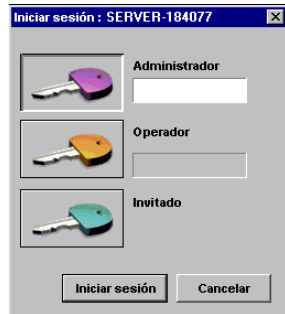 Iniciar sesión : SERVER-184077
Administrador
Operador
Invitado
Iniciar sesión
Cancelar